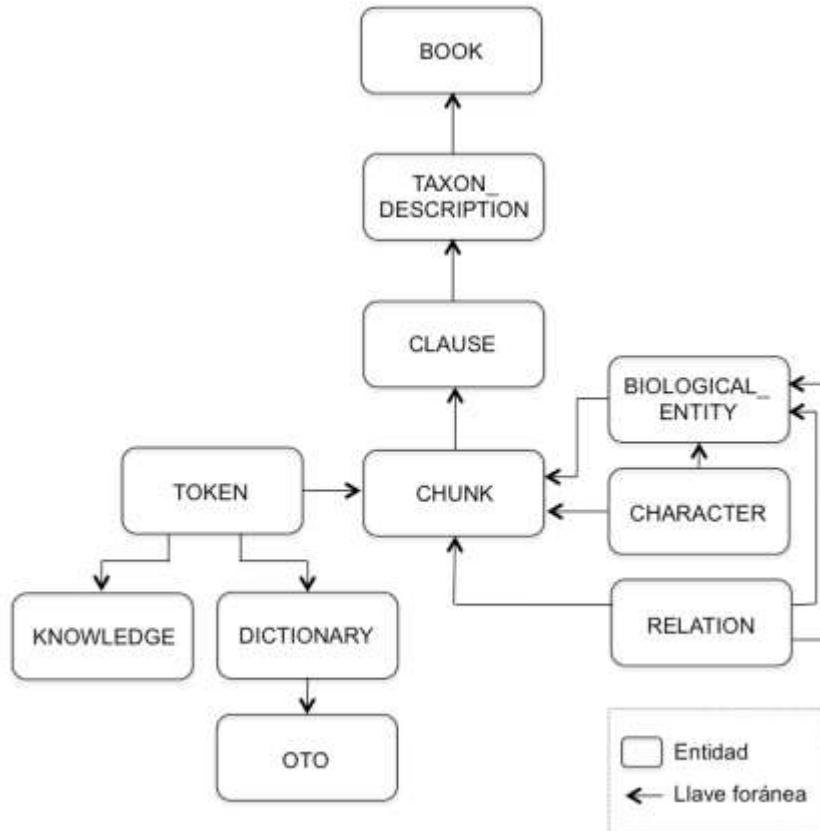 BOOK
TAXON_
DESCRIPTION
CLAUSE
BIOLOGICAL_
ENTITY
TOKEN
CHUNK
CHARACTER
KNOWLEDGE
DICTIONARY
RELATION
OTO
Entidad
Llave foránea